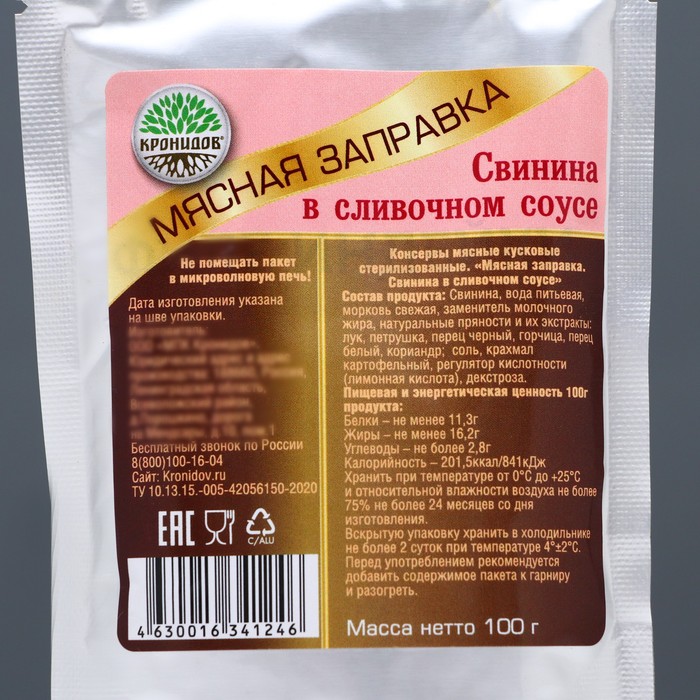 КРОНИДОВ®
МЯСНАЯ ЗАПРАВКА
Свинина
в сливочном соусе
Не помещать пакет
в микроволновую печь!
Дата изготовления указана
на шве упаковки.
Бесплатный звонок по России
8(800)100-16-04
Сайт: Kronidov.ru
ТУ 10.13.15.-005-42056150-2020
EAC
C/ALU
4 630016 341246
Консервы мясные кусковые
стерилизованные. «Мясная заправка.
Свинина в сливочном соусе»
Состав продукта: Свинина, вода питьевая,
морковь свежая, заменитель молочного
жира, натуральные пряности и их экстракты:
лук, петрушка, перец черный, горчица, перец
белый, кориандр; соль, крахмал
картофельный, регулятор кислотности
(лимонная кислота), декстроза.
Пищевая и энергетическая ценность 100г
продукта:
Белки – не менее 11,3г
Жиры – не менее 16,2г
Углеводы – не более 2,8г
Калорийность – 201,5ккал/841кДж
Хранить при температуре от 0°С до +25°С
и относительной влажности воздуха не более
75% не более 24 месяцев со дня
изготовления.
Вскрытую упаковку хранить в холодильнике
не более 2 суток при температуре 4°±2°С.
Перед употреблением рекомендуется
добавить содержимое пакета к гарниру
и разогреть.
Масса нетто 100 г